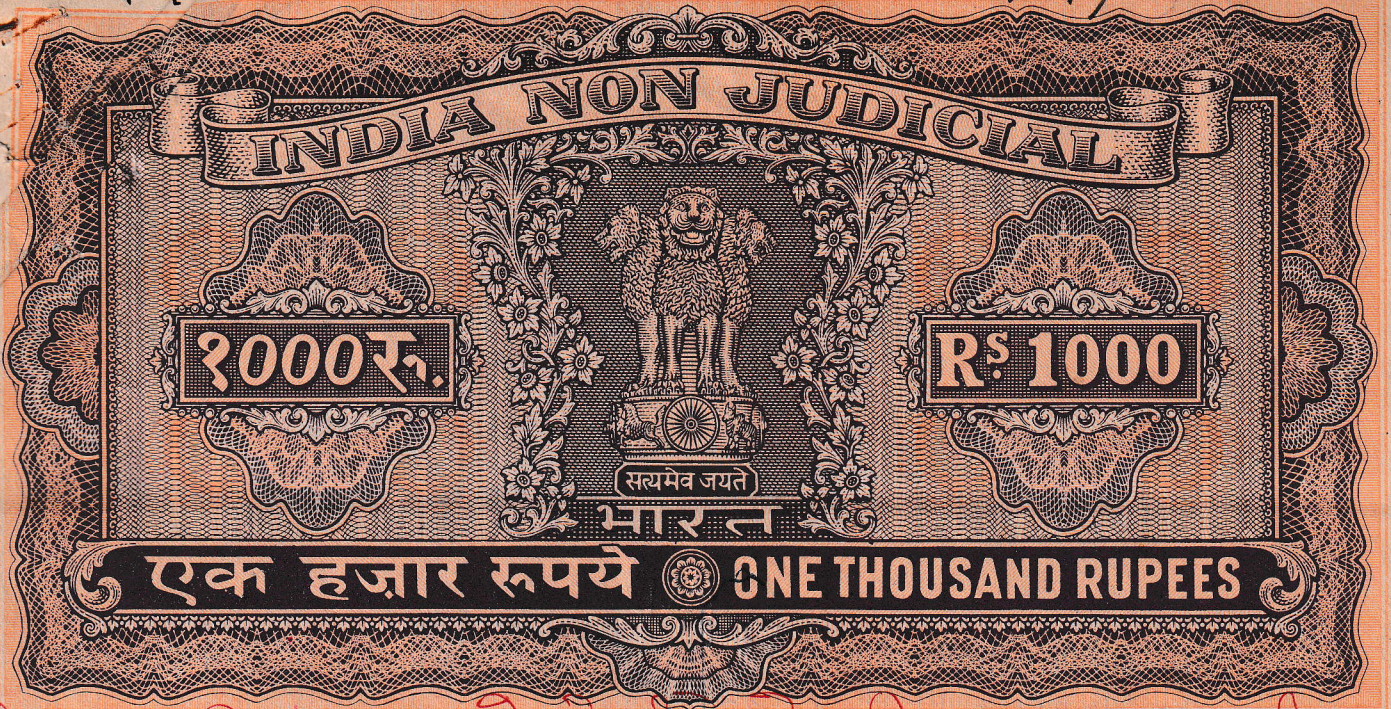 INDIA NON JUDICIAL
१000रु.
Rs. 1000
सत्यमेव जयते
भारत
एक हज़ार रुपये ONE THOUSAND RUPEES